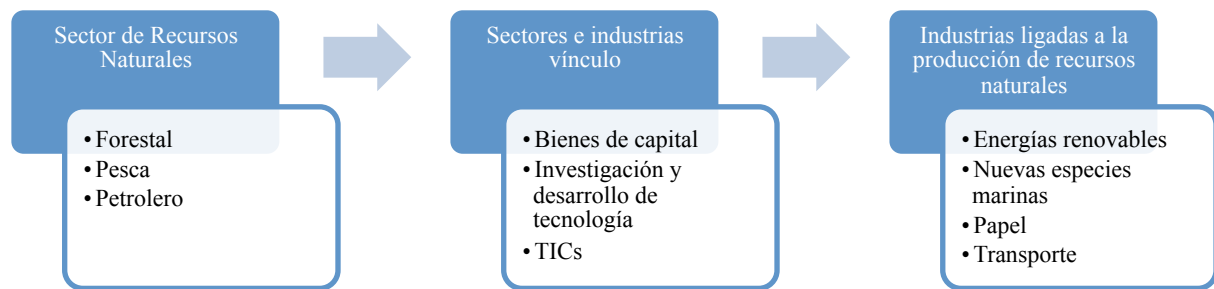 Sector de Recursos
Naturales
• Forestal
• Pesca
• Petrolero
Sectores e industrias
vínculo
• Bienes de capital
• Investigación y
desarrollo de
tecnología
• TICs
Industrias ligadas a la
producción de recursos
naturales
• Energías renovables
• Nuevas especies
marinas
• Papel
• Transporte